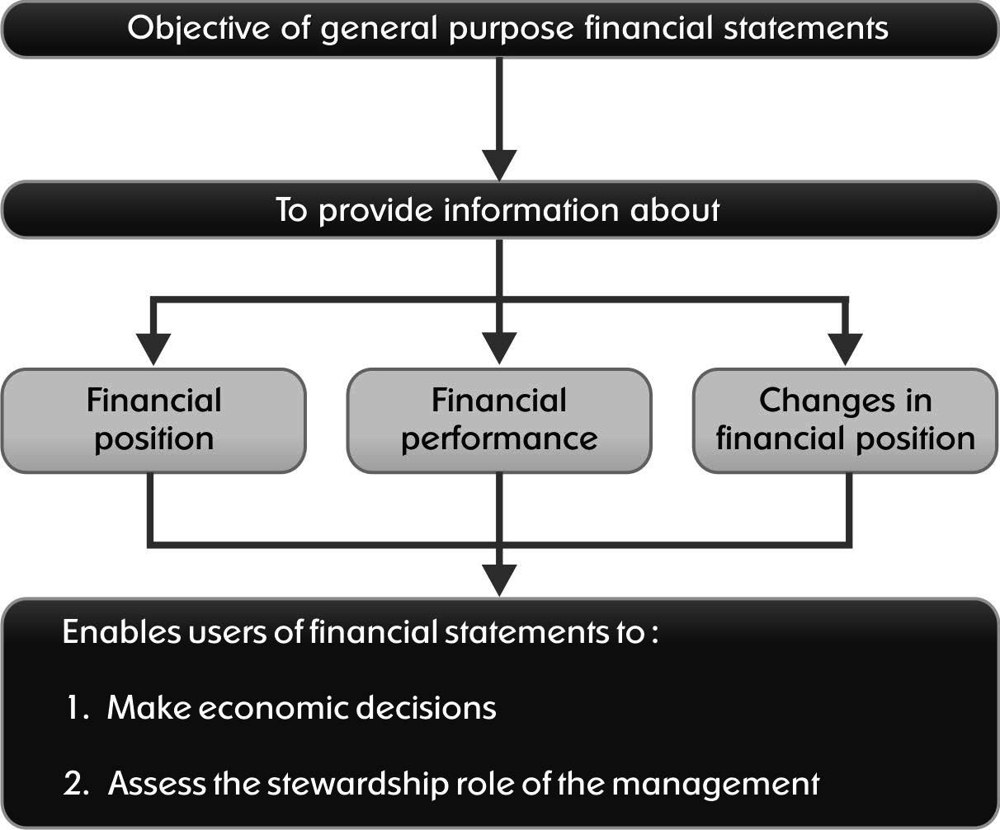 Objective of general purpose financial statements
To provide information about
Financial
position
Financial
performance
Changes in
financial position
Enables users of financial statements to :
1. Make economic decisions
2. Assess the stewardship role of the management